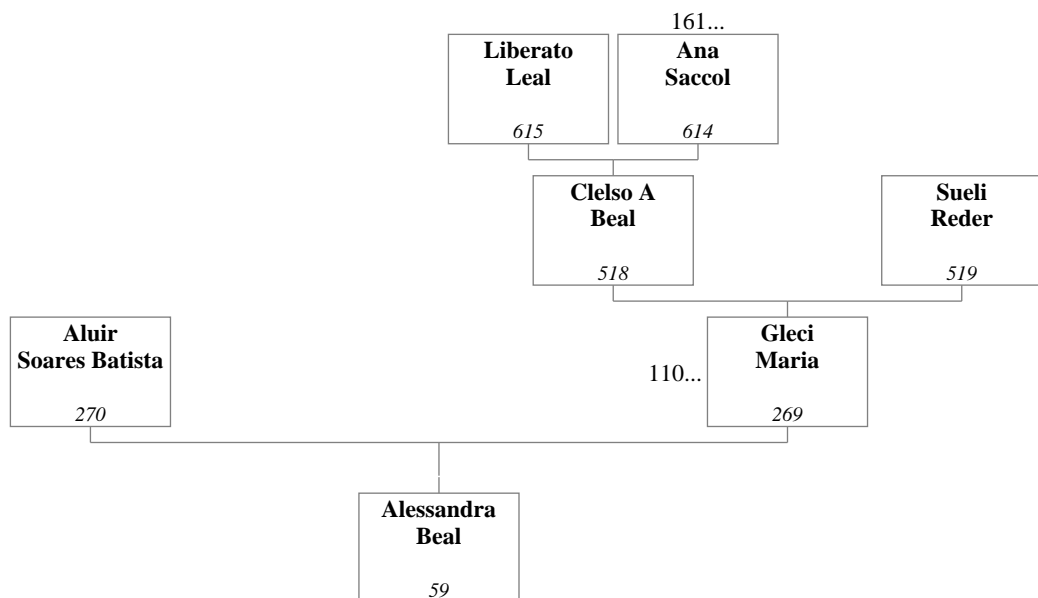 161...
Liberato
Leal
615
Ana
Saccol
614
Clelso A
Beal
518
Sueli
Reder
519
Aluir
Soares Batista
270
110...
Gleci
Maria
269
Alessandra
Beal
59